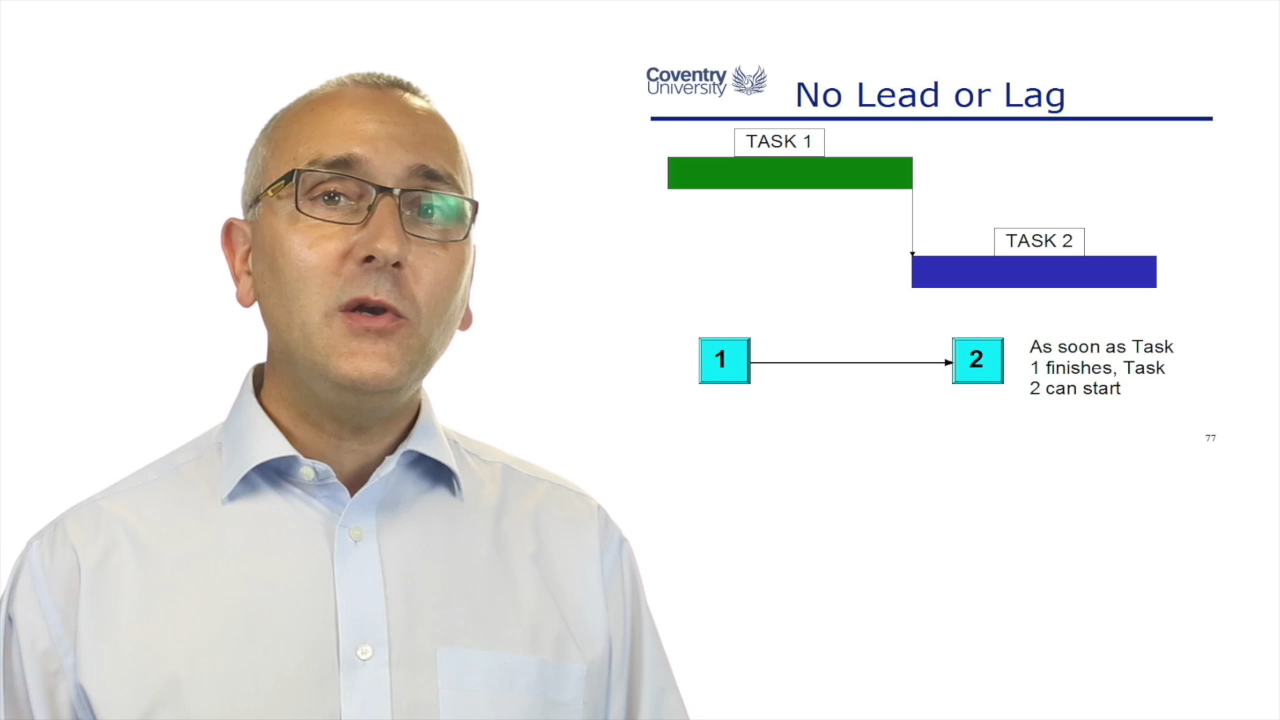 Coventry
University
No Lead or Lag
TASK 1
TASK 2
1
2
As soon as Task
1 finishes, Task
2 can start
77